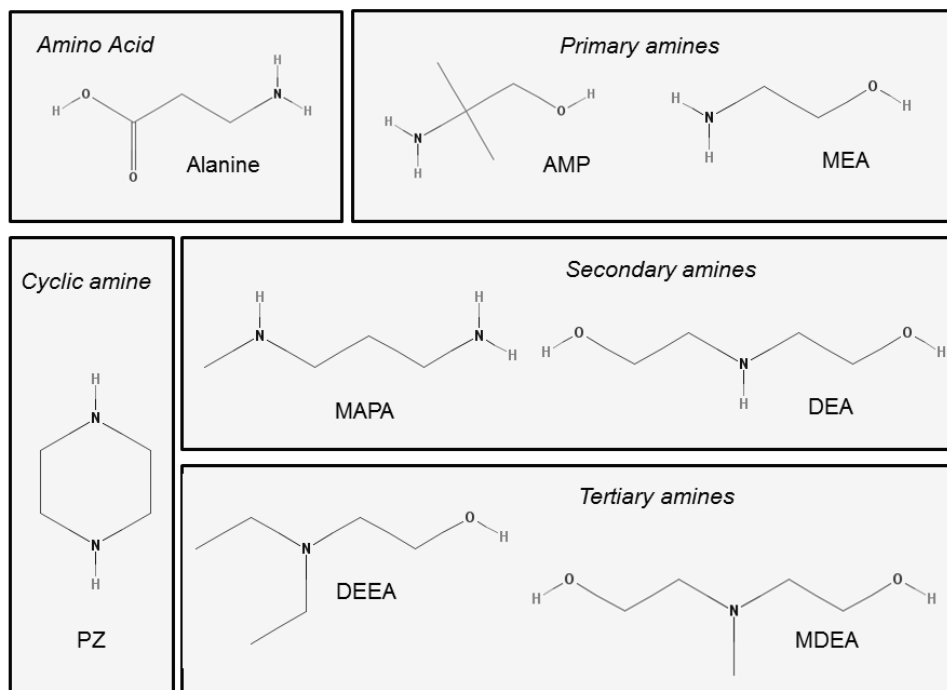 Amino Acid
H
O
N
H
H
O
Alanine
Primary amines
H
N
H
O
H
AMP
H
N
H
O
H
MEA
Cyclic amine
H
N
N
H
PZ
Secondary amines
H
N
H
N
H
MAPA
H
O
N
H
O
H
DEA
Tertiary amines
N
O
H
DEEA
H
O
N
O
H
MDEA